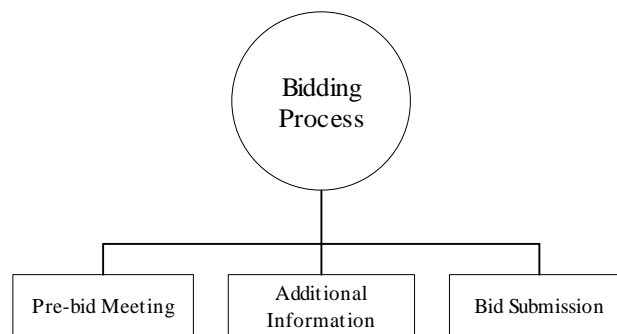 Bidding
Process
Pre-bid Meeting
Additional
Information
Bid Submission